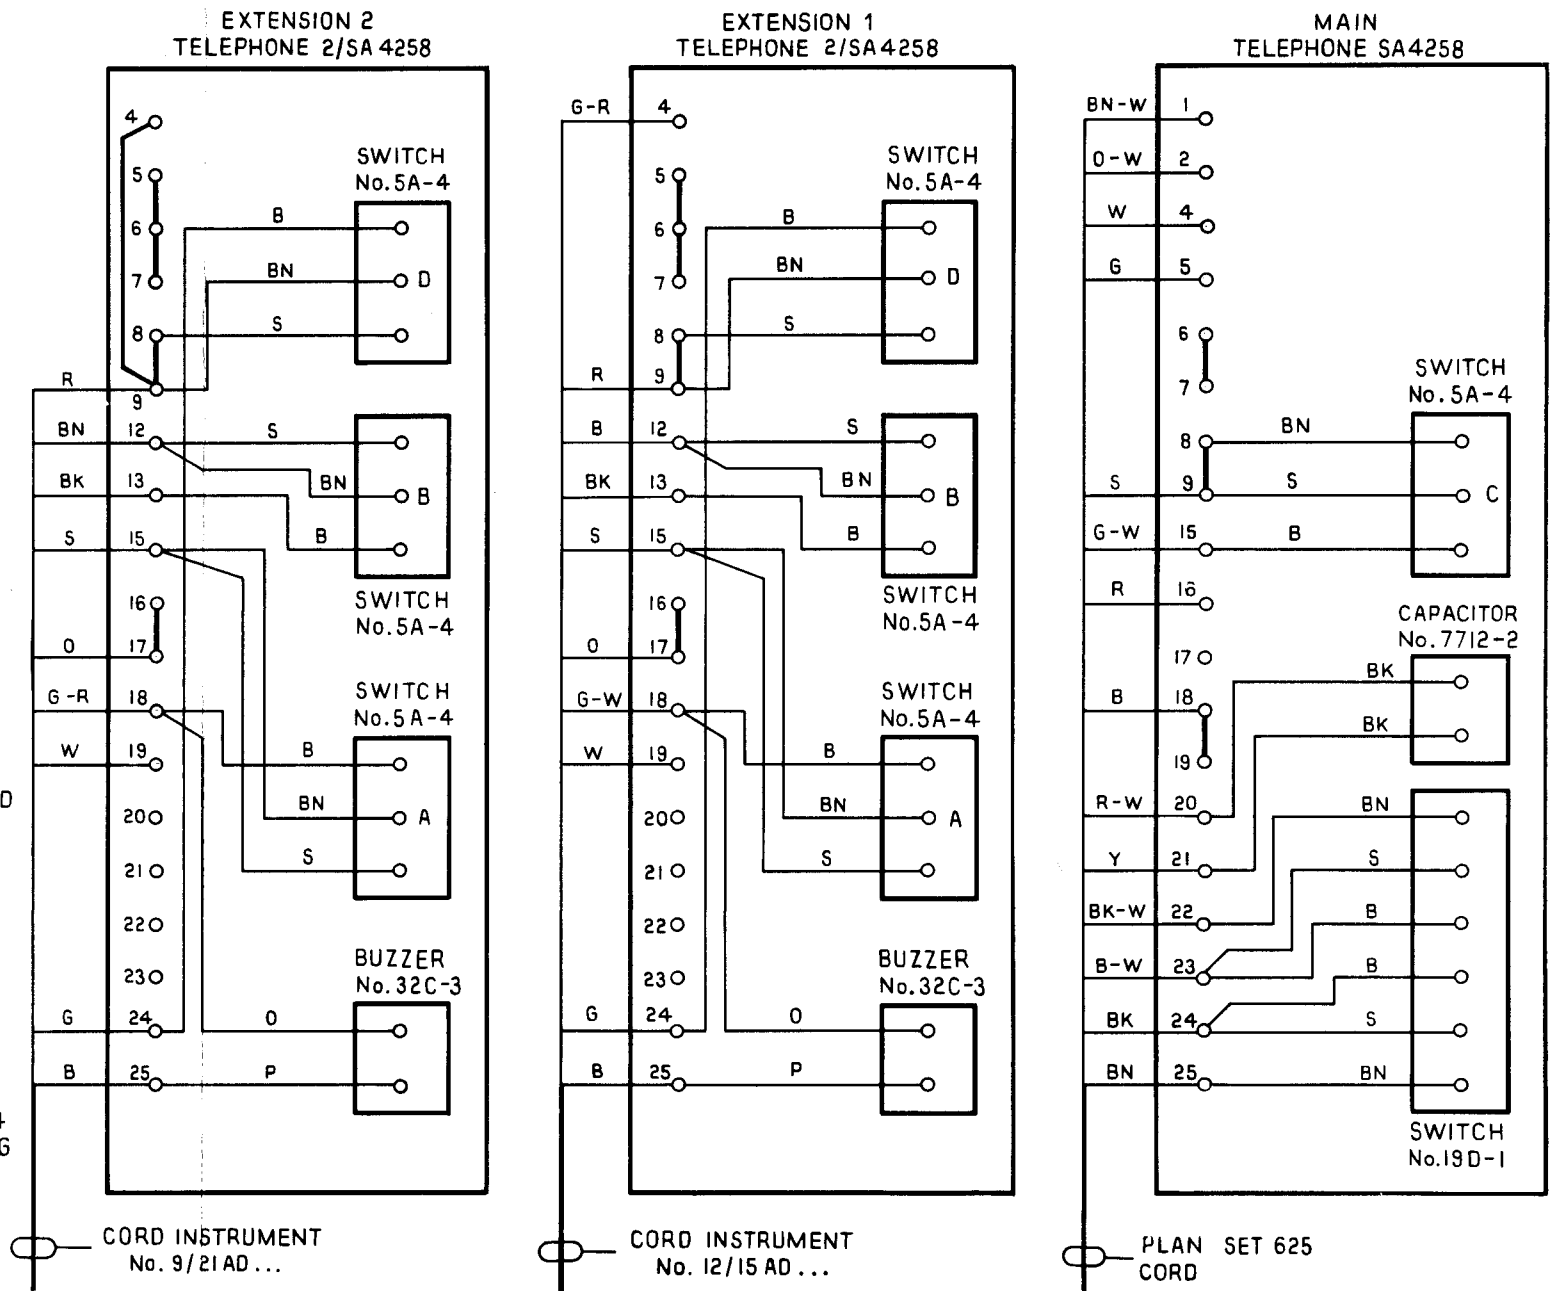 EXTENSION 2
TELEPHONE 2/SA 4258
4
5
SWITCH
No.5A-4
6
B
7
BN
D
8
S
R
9
BN
12
S
BK
13
BN
B
S
15
B
16
SWITCH
No.5A-4
O
17
G-R
18
SWITCH
No.5A-4
W
19
B
D
20
BN
A
21
S
22
23
BUZZER
No.32C-3
G
24
O
B
25
P
4
G
CORD INSTRUMENT
No. 9/21AD...
EXTENSION 1
TELEPHONE 2/SA4258
G-R
4
5
SWITCH
No.5A-4
6
B
7
BN
D
8
S
R
9
B
12
S
BK
13
BN
B
S
15
B
16
SWITCH
No.5A-4
O
17
G-W
18
SWITCH
No.5A-4
W
19
B
20
BN
A
21
S
22
23
BUZZER
No.32C-3
G
24
O
B
25
P
CORD INSTRUMENT
No. 12/15 AD...
MAIN
TELEPHONE SA4258
BN-W
1
O-W
2
W
4
G
5
6
7
SWITCH
No.5A-4
8
BN
S
9
S
C
G-W
15
B
R
16
CAPACITOR
No.7712-2
17
BK
B
18
BK
19
R-W
20
BN
Y
21
S
BK-W
22
B
B-W
23
B
BK
24
S
BN
25
BN
SWITCH
No.19D-1
PLAN SET 625
CORD